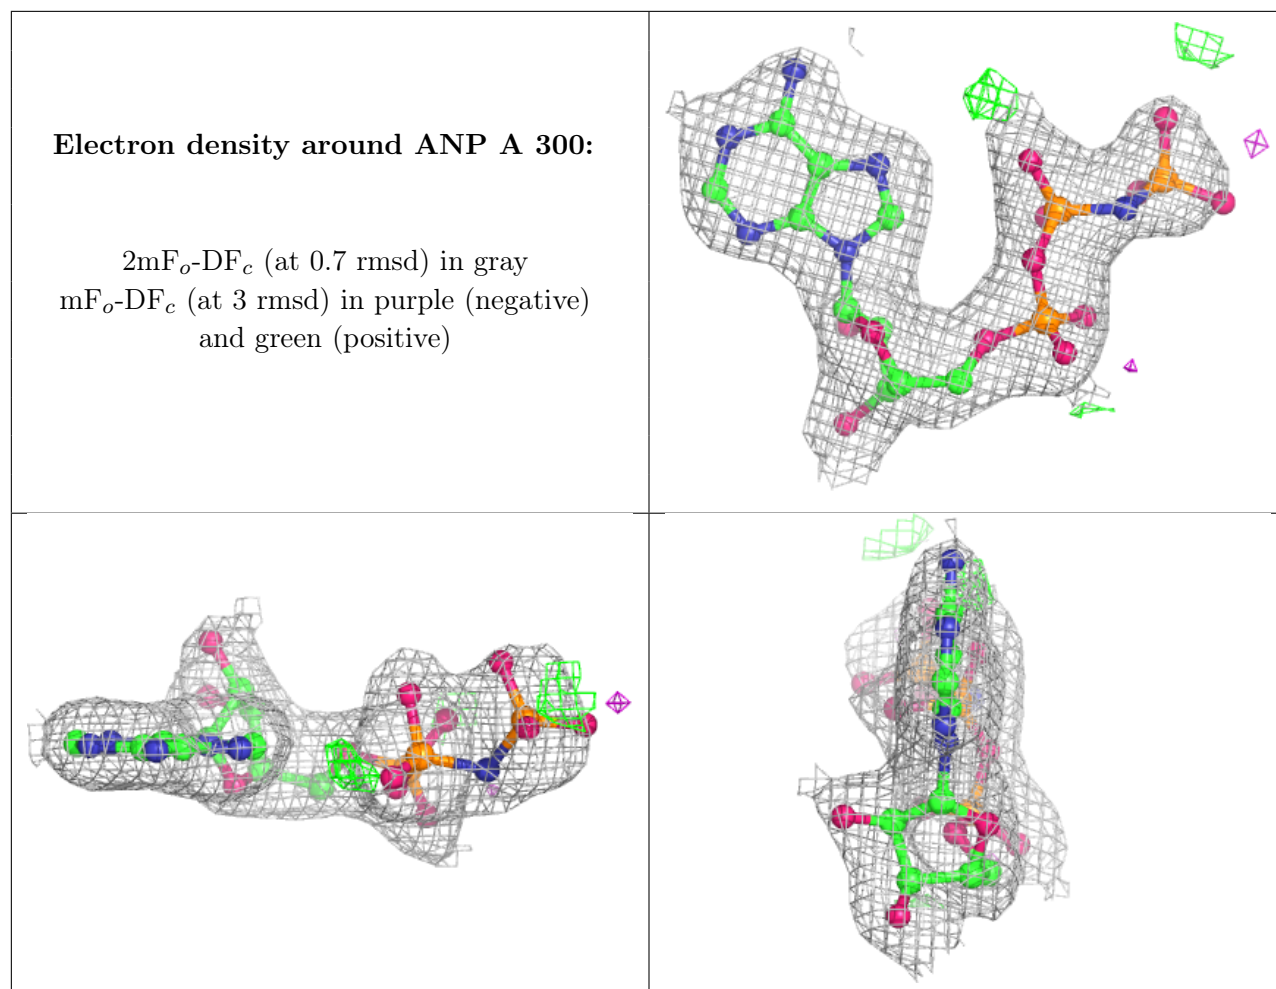 Electron density around ANP A 300:
2mFo-DFc (at 0.7 rmsd) in gray
mFo-DFc (at 3 rmsd) in purple (negative)
and green (positive)